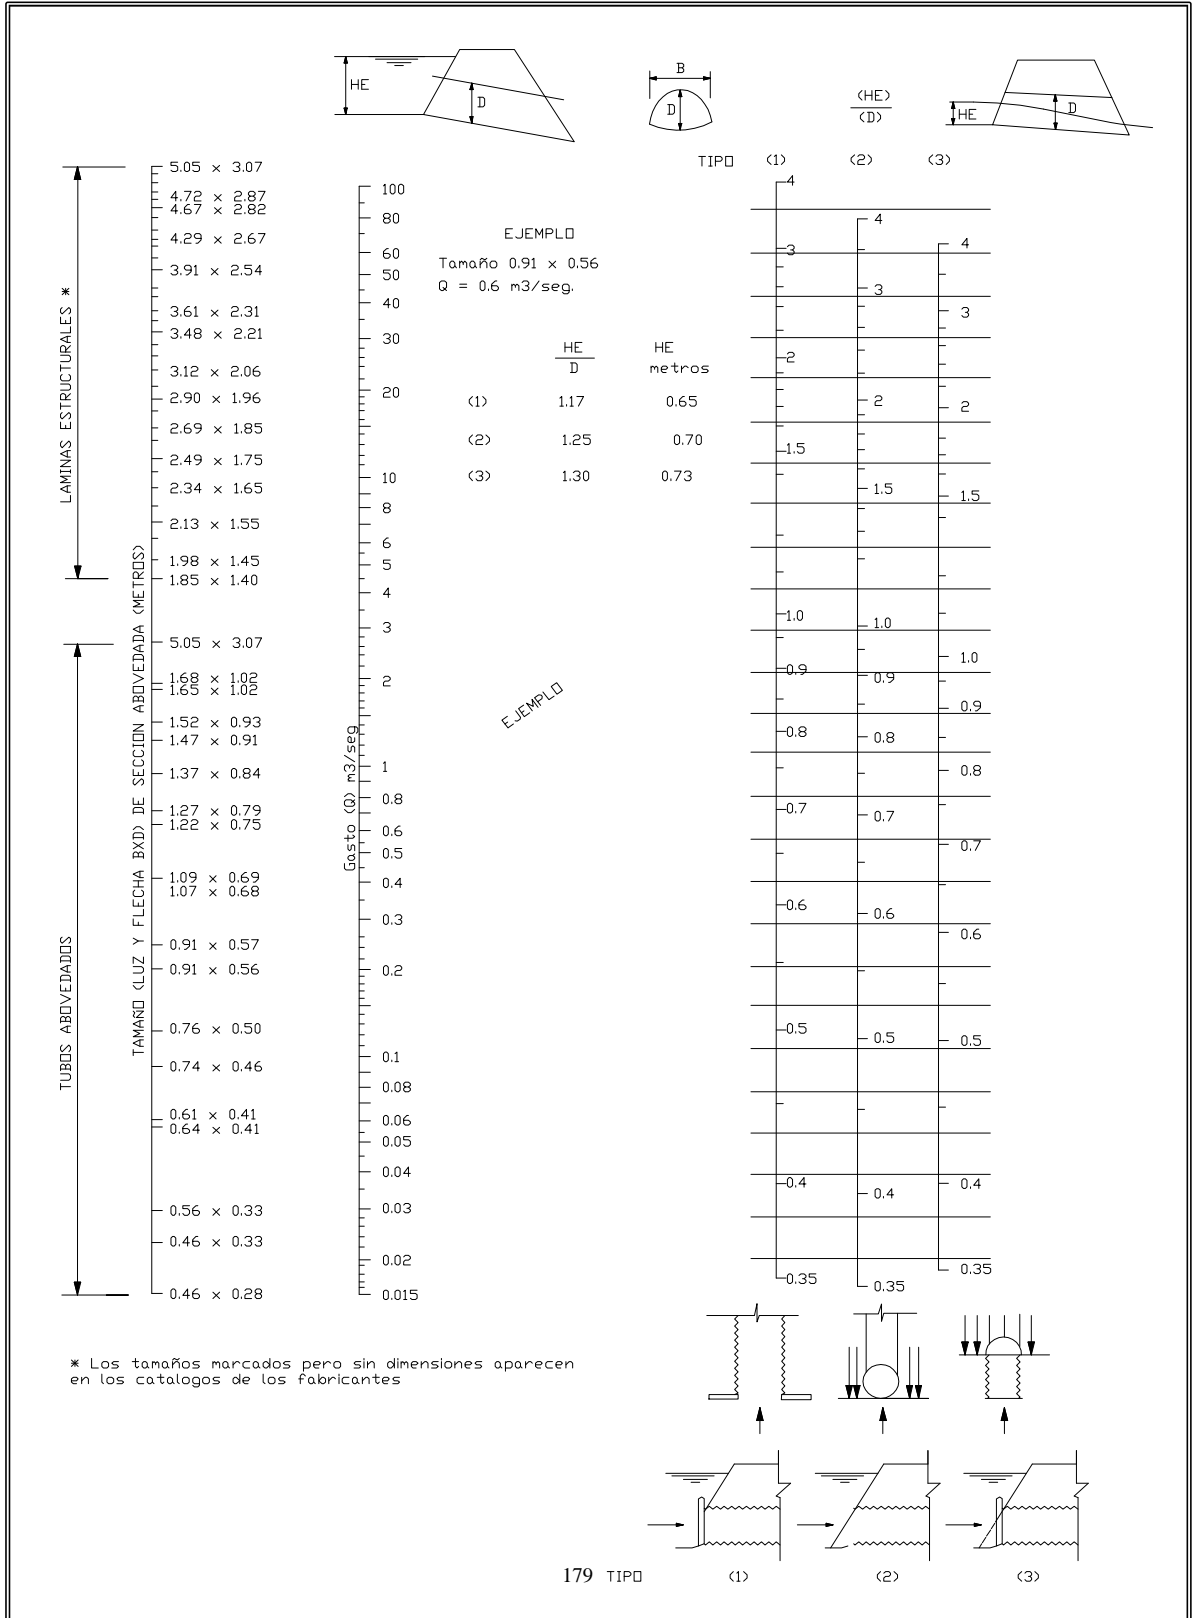 HE
D
B
D
(HE)
(D)
HE
D
TIPO (1) (2) (3)
LAMINAS ESTRUCTURALES *
TUBOS ABOVEDADOS
TAMAÑO (LUZ Y FLECHA BXD) DE SECCION ABOVEDADA (METROS)
5.05 x 3.07
4.72 x 2.87
4.67 x 2.82
4.29 x 2.67
3.91 x 2.54
3.61 x 2.31
3.48 x 2.21
3.12 x 2.06
2.90 x 1.96
2.69 x 1.85
2.49 x 1.75
2.34 x 1.65
2.13 x 1.55
1.98 x 1.45
1.85 x 1.40
5.05 x 3.07
1.68 x 1.02
1.65 x 1.02
1.52 x 0.93
1.47 x 0.91
1.37 x 0.84
1.27 x 0.79
1.22 x 0.75
1.09 x 0.69
1.07 x 0.68
0.91 x 0.57
0.91 x 0.56
0.76 x 0.50
0.74 x 0.46
0.61 x 0.41
0.64 x 0.41
0.56 x 0.33
0.46 x 0.33
0.46 x 0.28
Gasto (Q) m3/seg
100
80
60
50
40
30
20
10
8
6
5
4
3
2
1
0.8
0.6
0.5
0.4
0.3
0.2
0.1
0.08
0.06
0.05
0.04
0.03
0.02
0.015
EJEMPLO
Tamaño 0.91 x 0.56
Q = 0.6 m3/seg.
HE HE
D metros
(1) 1.17 0.65
(2) 1.25 0.70
(3) 1.30 0.73
EJEMPLO
4
3
2
1.5
1.0
0.9
0.8
0.7
0.6
0.5
0.4
0.35
4
3
2
1.5
1.0
0.9
0.8
0.7
0.6
0.5
0.4
0.35
4
3
2
1.5
1.0
0.9
0.8
0.7
0.6
0.5
0.4
0.35
* Los tamaños marcados pero sin dimensiones aparecen
en los catalogos de los fabricantes
179 TIPO (1) (2) (3)